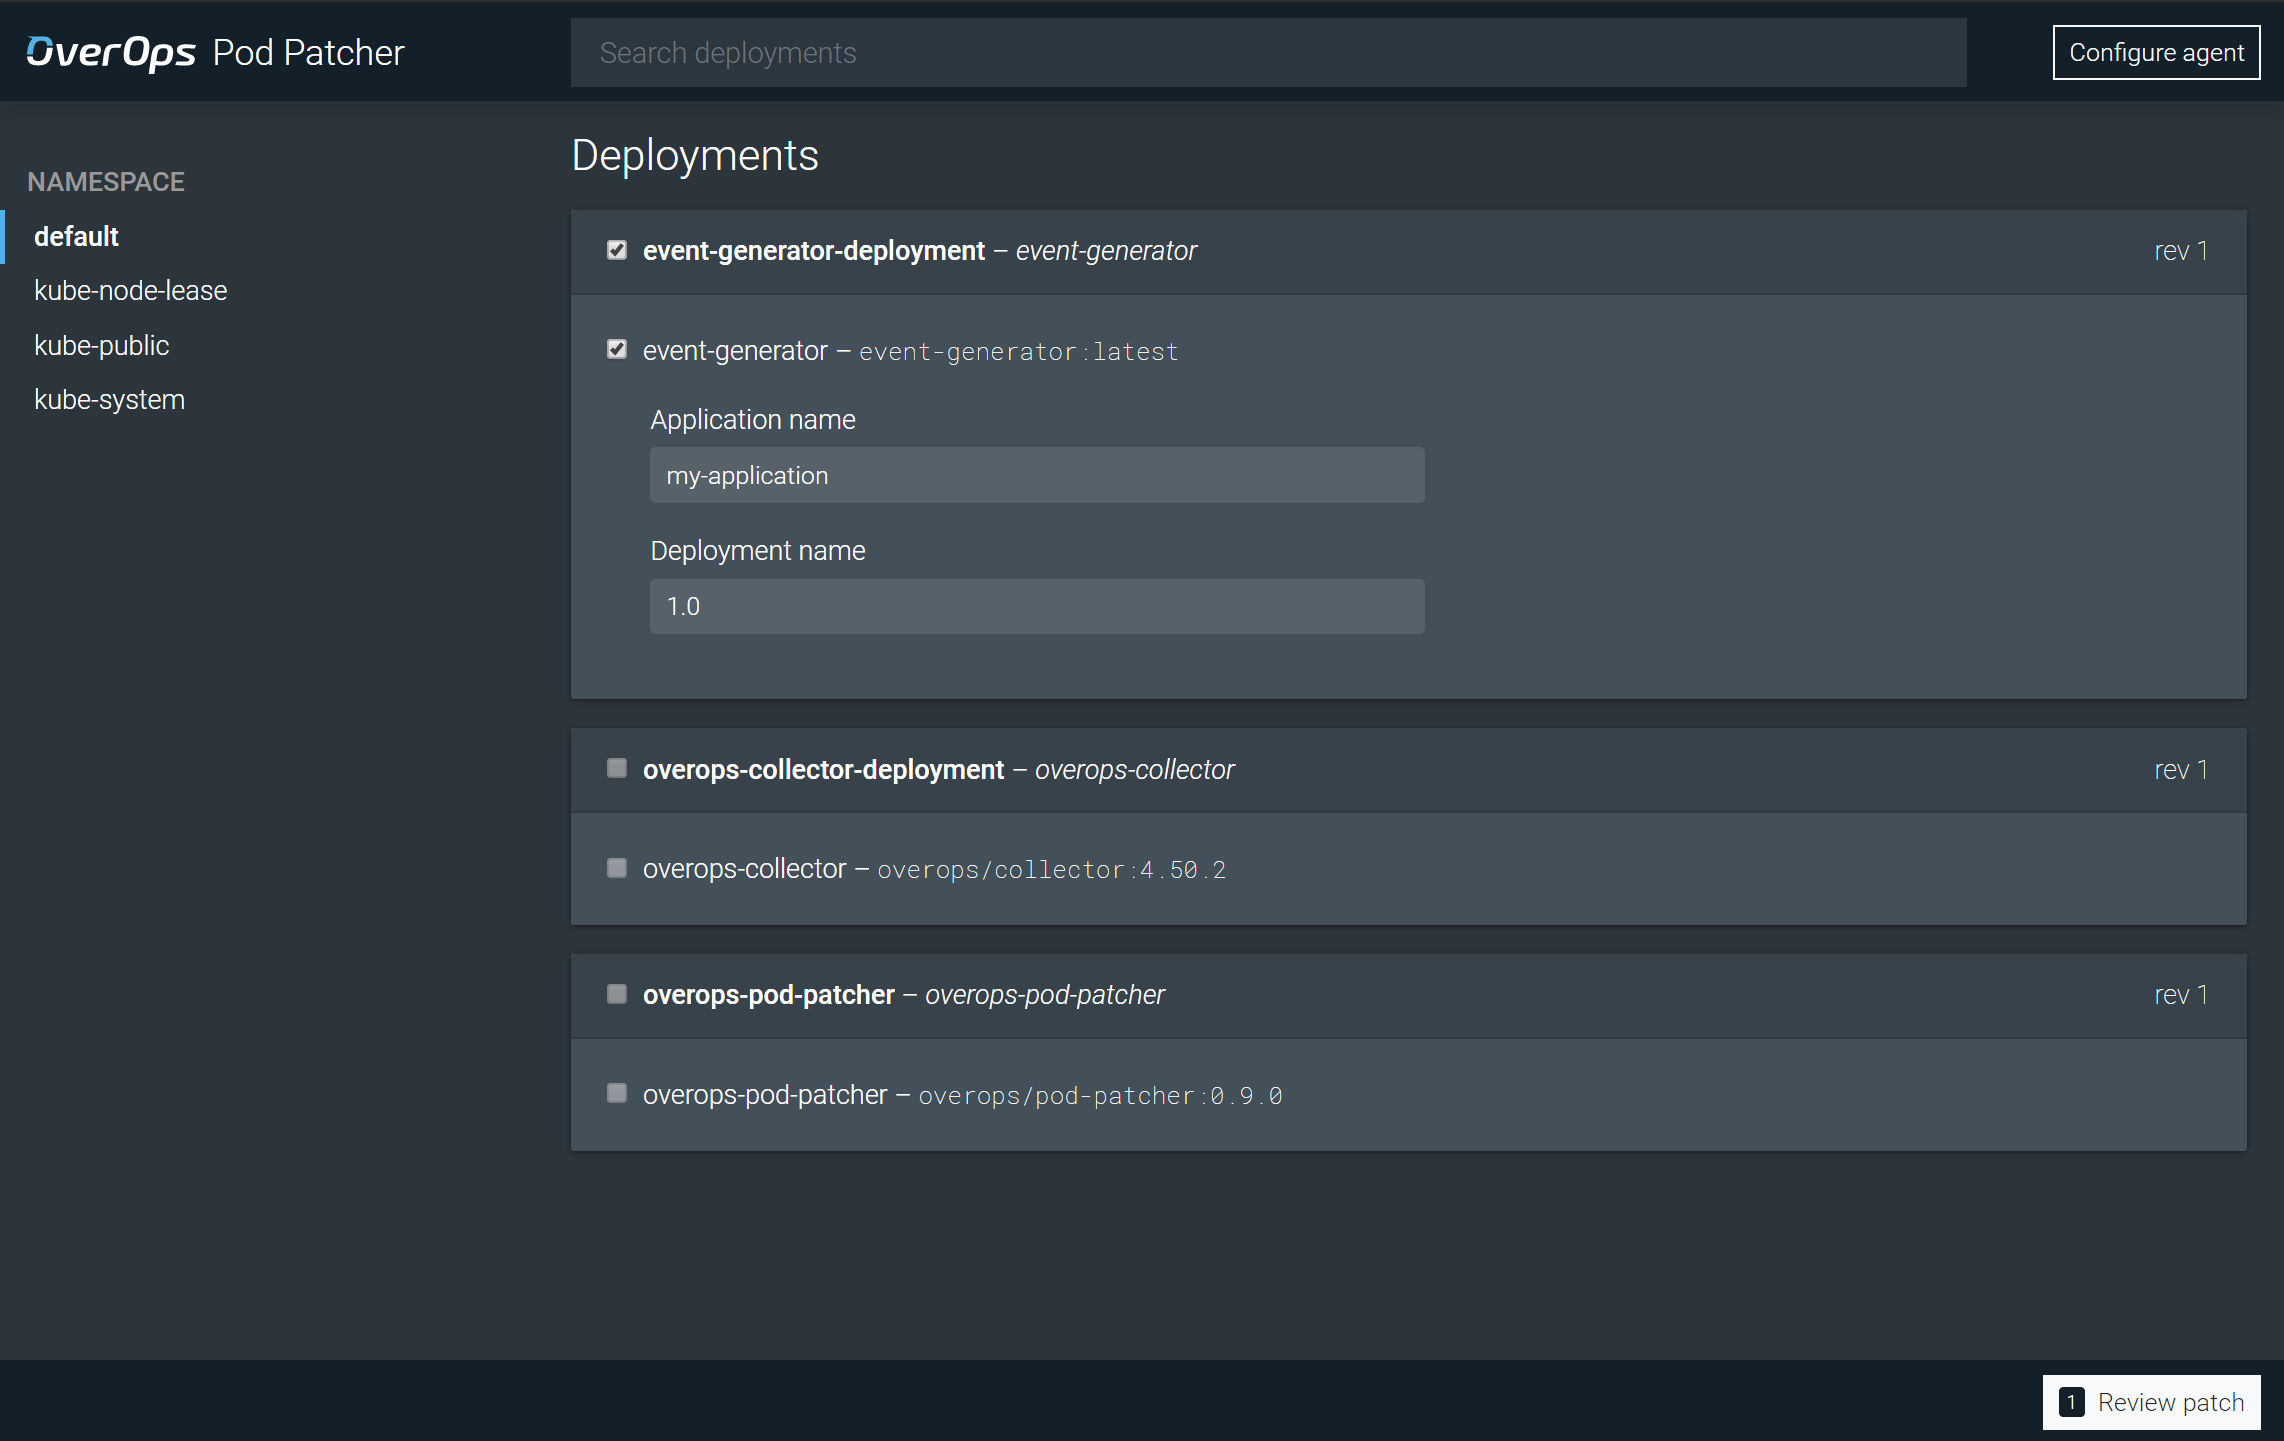 OverOps Pod Patcher
Search deployments
Configure agent
NAMESPACE
default
kube-node-lease
kube-public
kube-system
Deployments
event-generator-deployment – event-generator rev 1
event-generator – event-generator:latest
Application name
my-application
Deployment name
1.0
overops-collector-deployment – overops-collector rev 1
overops-collector – overops/collector:4.50.2
overops-pod-patcher – overops-pod-patcher rev 1
overops-pod-patcher – overops/pod-patcher:0.9.0
1 Review patch